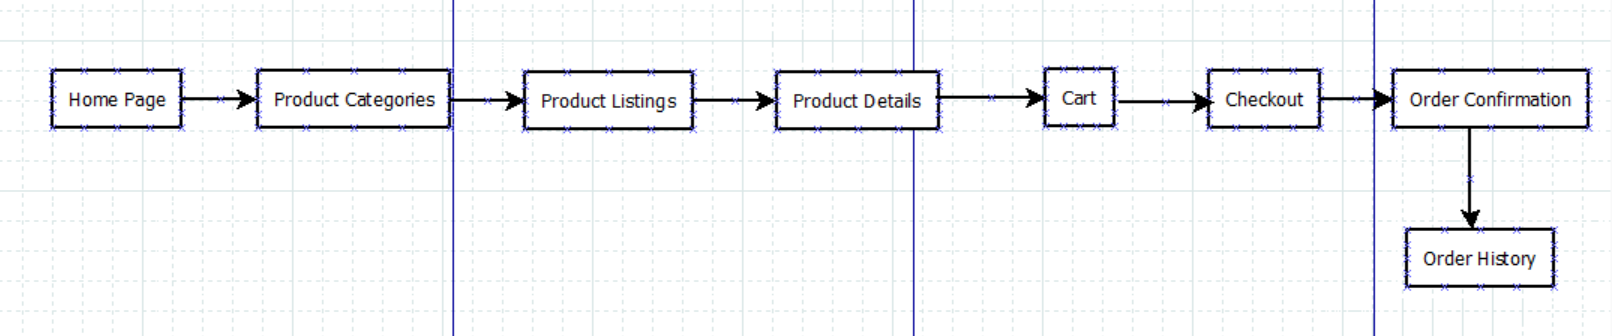 Home Page
Product Categories
Product Listings
Product Details
Cart
Checkout
Order Confirmation
Order History